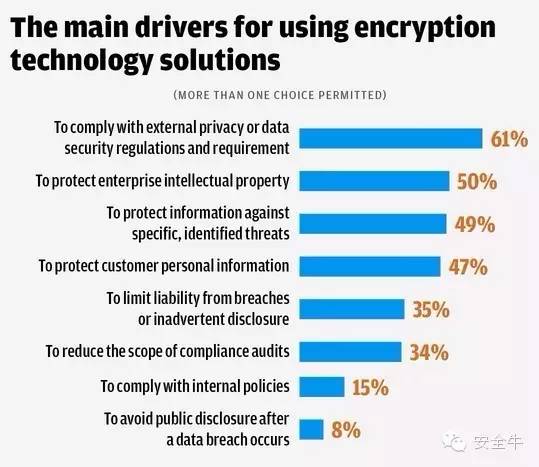 The main drivers for using encryption
technology solutions
(MORE THAN ONE CHOICE PERMITTED)
To comply with external privacy or data
security regulations and requirement
61%
To protect enterprise intellectual property
50%
To protect information against
specific, identified threats
49%
To protect customer personal information
47%
To limit liability from breaches
or inadvertent disclosure
35%
To reduce the scope of compliance audits
34%
To comply with internal policies
15%
To avoid public disclosure after
a data breach occurs
8%
安全牛